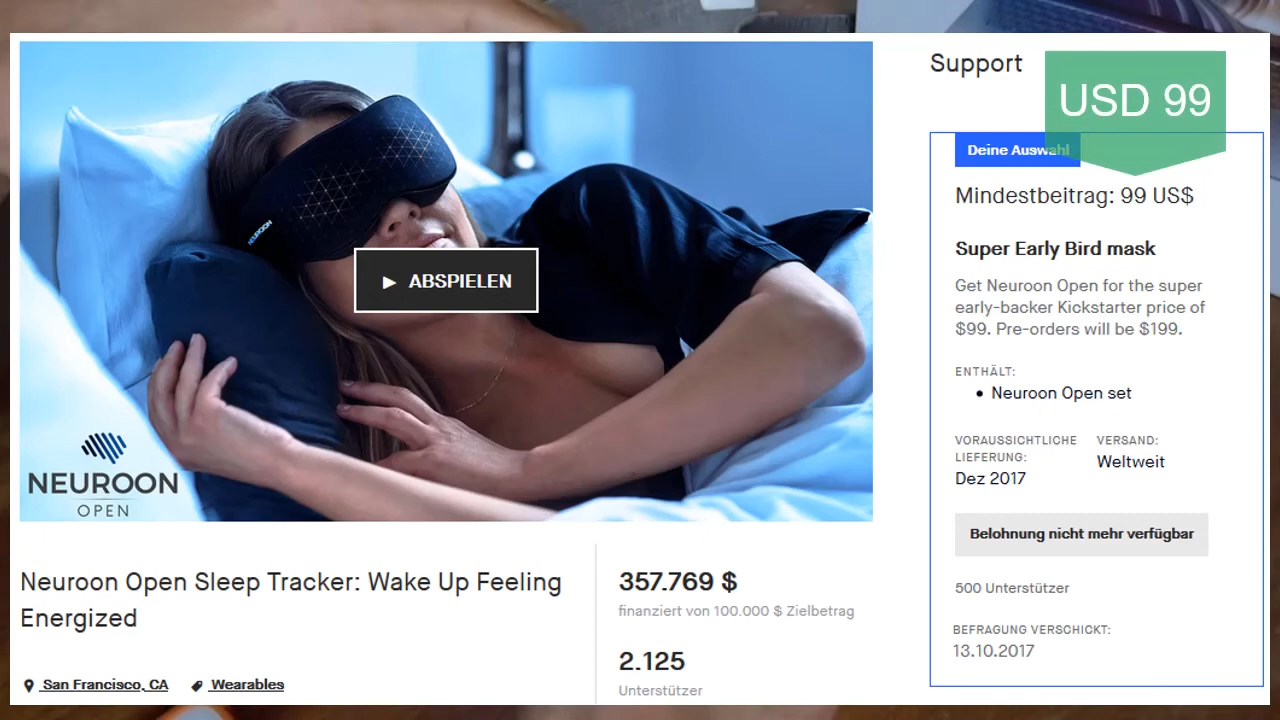 NEUROON
▶ ABSPIELEN
NEUROON
OPEN
Neuroon Open Sleep Tracker: Wake Up Feeling
Energized
San Francisco, CA
Wearables
357.769 $
finanziert von 100.000 $ Zielbetrag
2.125
Unterstützer
Support
USD 99
Deine Auswahl
Mindestbeitrag: 99 US$
Super Early Bird mask
Get Neuroon Open for the super
early-backer Kickstarter price of
$99. Pre-orders will be $199.
ENTHÄLT:
• Neuroon Open set
VORAUSSICHTLICHE
LIEFERUNG:
Dez 2017
VERSAND:
Weltweit
Belohnung nicht mehr verfügbar
500 Unterstützer
BEFRAGUNG VERSCHICKT:
13.10.2017